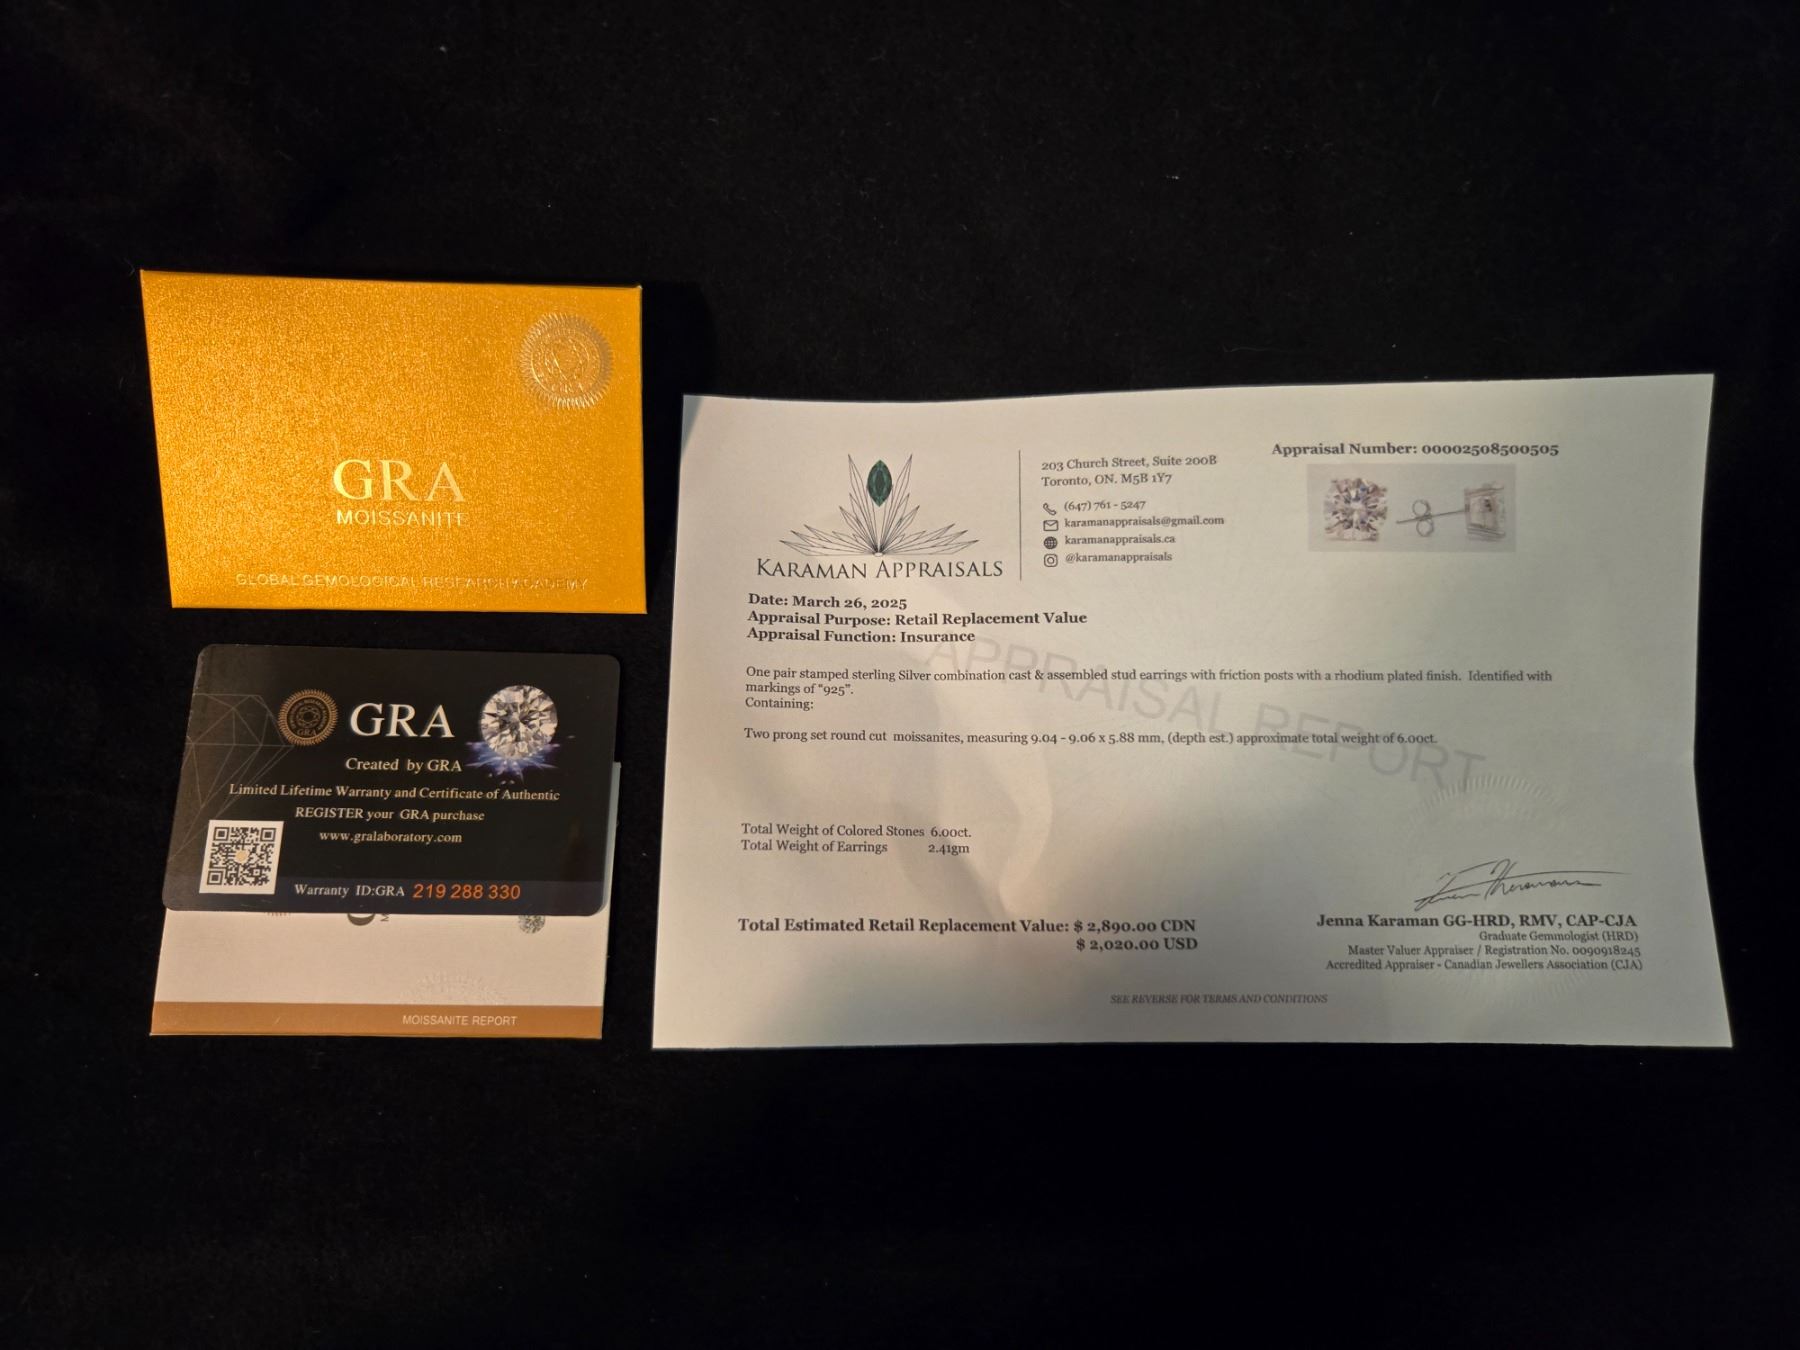 GRA
MOISSANITE
GLOBAL GEMOLOGICAL RESEARCH ACADEMY
GRA
GRA
GRA
Created by GRA
Limited Lifetime Warranty and Certificate of Authentic
REGISTER your GRA purchase
www.gralaboratory.com
Warranty ID:GRA 219 288 330
MOISSANITE REPORT
KARAMAN APPRAISALS
203 Church Street, Suite 200B
Toronto, ON. M5B 1Y7
(647) 761 - 5247
karamanappraisals@gmail.com
karamanappraisals.ca
@karamanappraisals
Appraisal Number: 00002508500505
Date: March 26, 2025
Appraisal Purpose: Retail Replacement Value
Appraisal Function: Insurance
APPRAISAL REPORT
One pair stamped sterling Silver combination cast & assembled stud earrings with friction posts with a rhodium plated finish. Identified with
markings of "925".
Containing:
Two prong set round cut moissanites, measuring 9.04 - 9.06 x 5.88 mm, (depth est.) approximate total weight of 6.00ct.
Total Weight of Colored Stones 6.00ct.
Total Weight of Earrings 2.41gm
Total Estimated Retail Replacement Value: $ 2,890.00 CDN
$ 2,020.00 USD
Jenna Karaman GG-HRD, RMV, CAP-CJA
Graduate Gemmologist (HRD)
Master Valuer Appraiser / Registration No. 0090918245
Accredited Appraiser - Canadian Jewellers Association (CJA)
SEE REVERSE FOR TERMS AND CONDITIONS